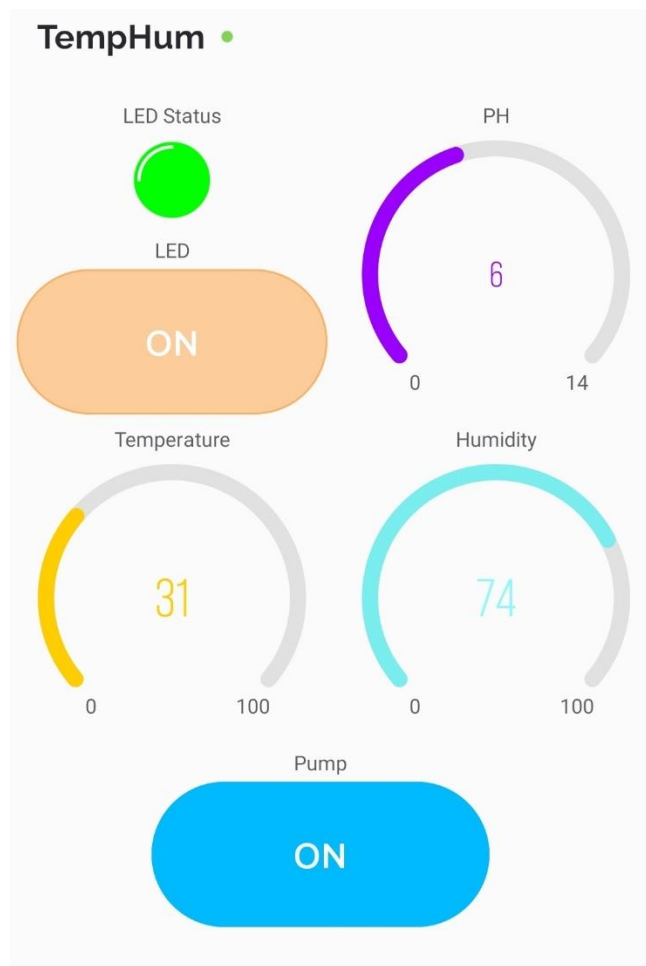 TempHum
LED Status
PH
LED
ON
6
0 14
Temperature
Humidity
31
74
0 100
0 100
Pump
ON